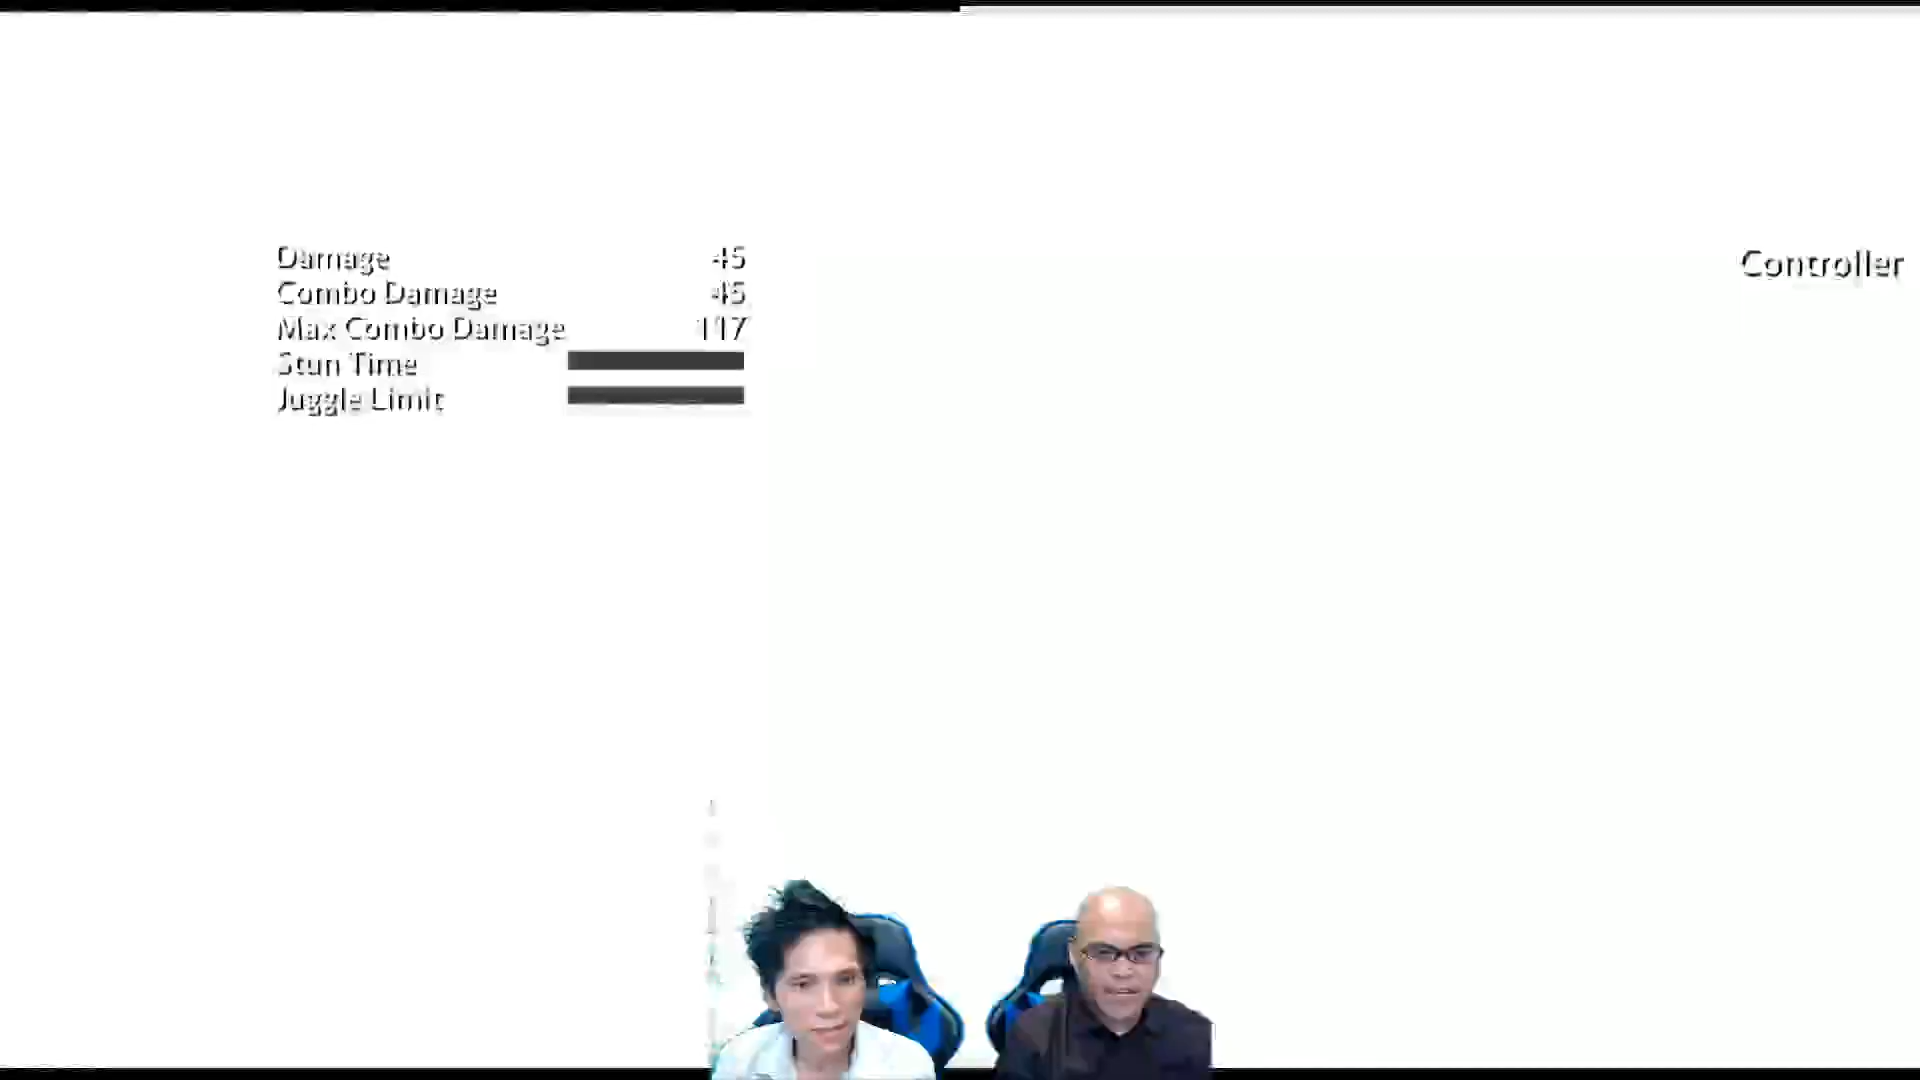 Damage 45
Combo Damage 45
Max Combo Damage 117
Stun Time
Juggle Limit
Controller